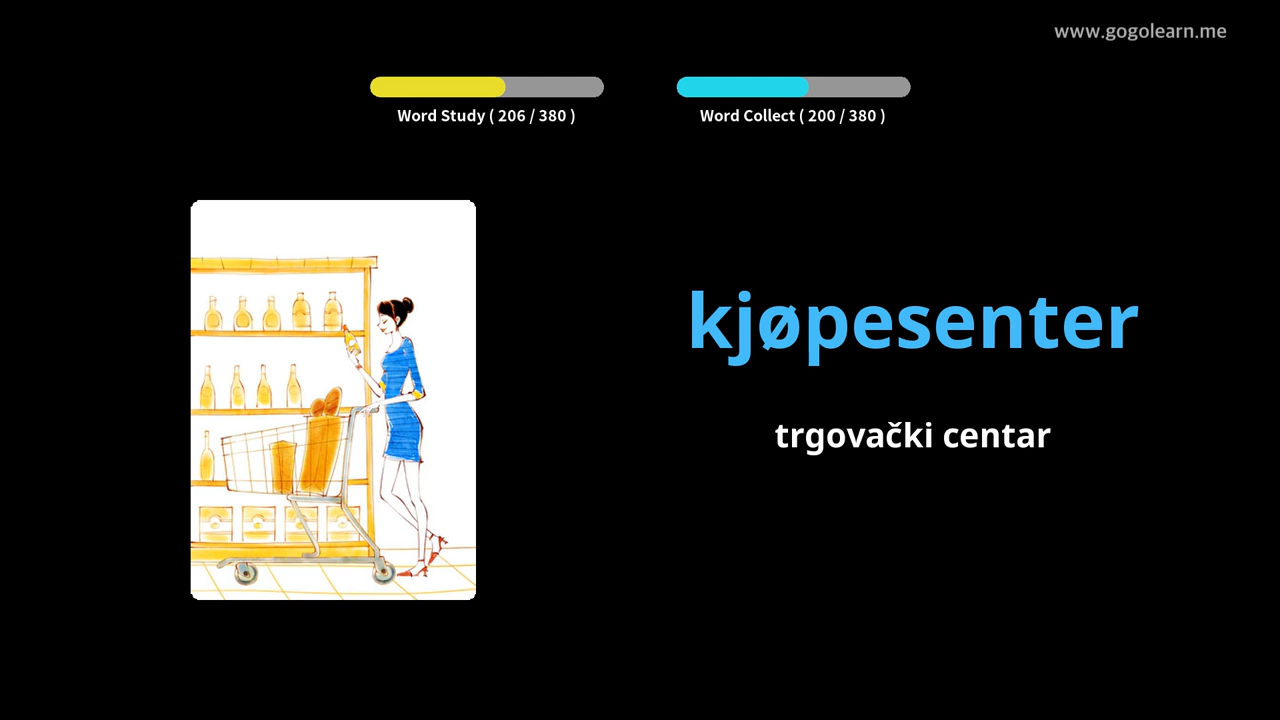 www.gogolearn.me
Word Study ( 206 / 380 )
Word Collect ( 200 / 380 )
kjøpesenter
trgovački centar